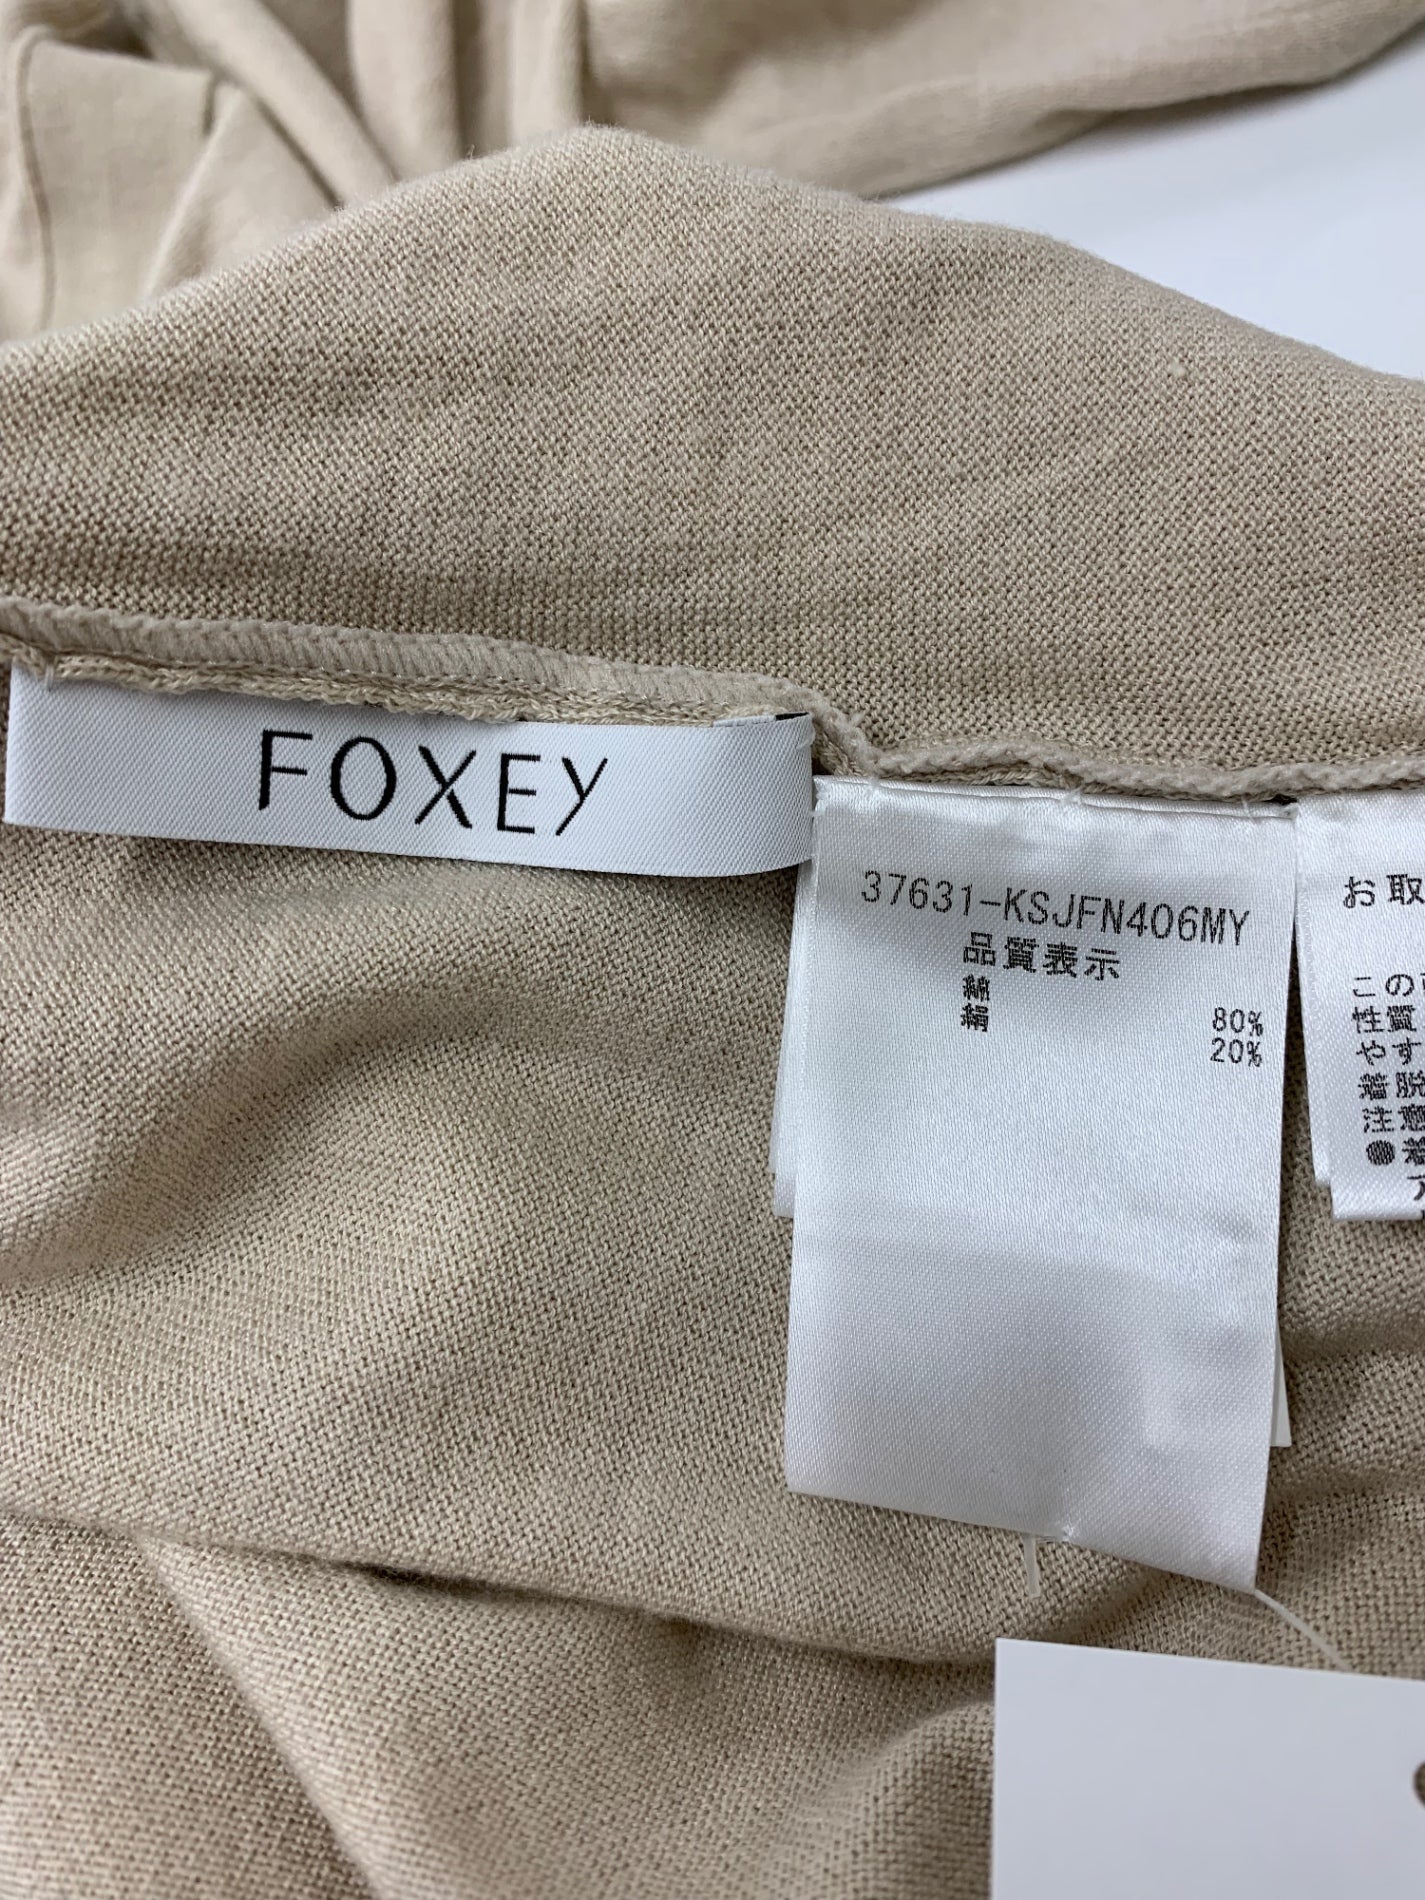 FOXEY
37631-KSJFN406MY
品質表示
綿 80%
絹 20%
お取
この
性質
やす
着脱
注意
●着